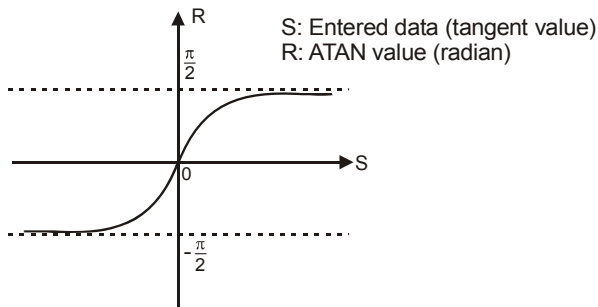 R
S: Entered data (tangent value)
R: ATAN value (radian)
π/2
S
0
-π/2